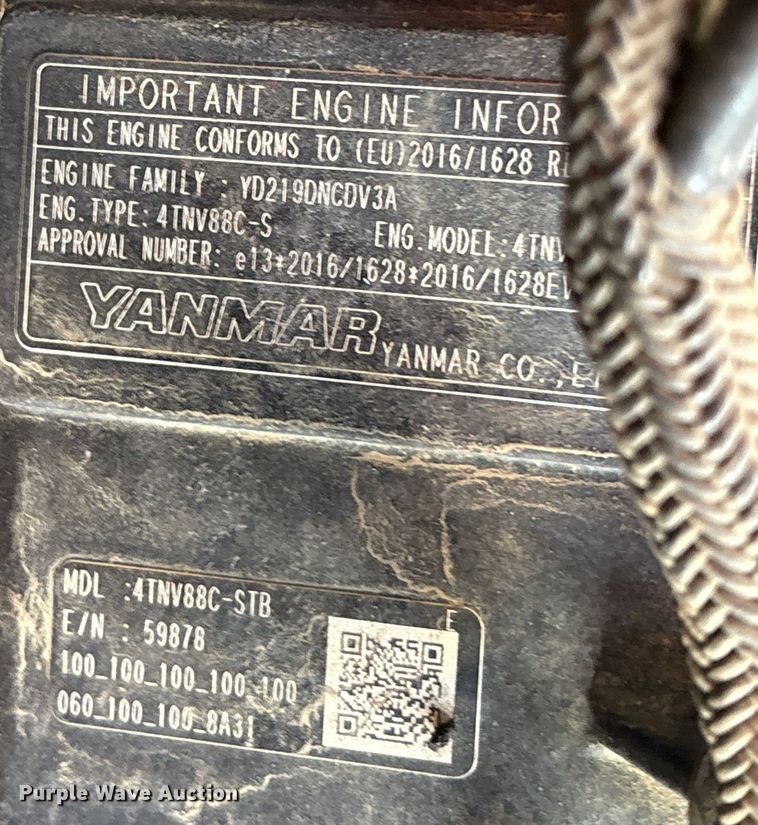 IMPORTANT ENGINE INFOR
THIS ENGINE CONFORMS TO (EU)2016/1628 R
ENGINE FAMILY : YD219DNCDV3A
ENG.TYPE:4TNV88C-S ENG.MODEL:4TNV
APPROVAL NUMBER: e13*2016/1628*2016/1628EV
YANMAR YANMAR CO.,L
MDL :4TNV88C-STB
E
E/N : 59878
100_100_100_100_100
060_100_100_8A31
Purple Wave Auction